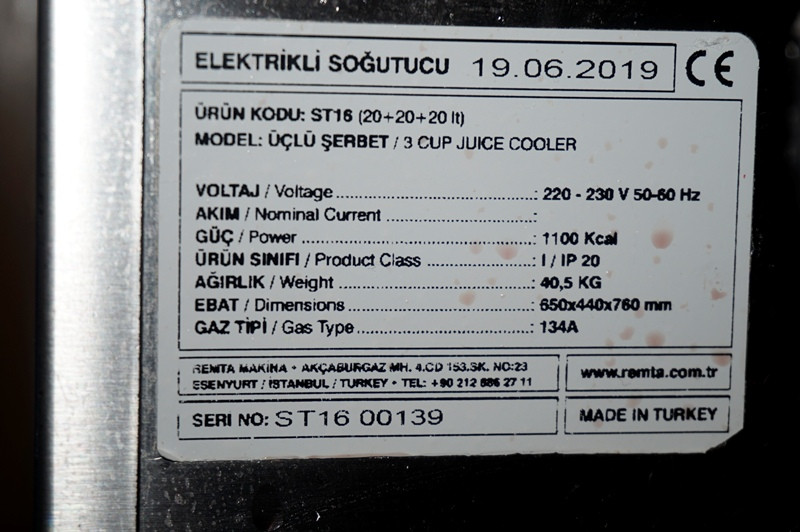 ELEKTRİKLİ SOĞUTUCU 19.06.2019 CE
ÜRÜN KODU: ST16 (20+20+20 lt)
MODEL: ÜÇLÜ ŞERBET / 3 CUP JUICE COOLER
VOLTAJ / Voltage ........................................: 220 - 230 V 50-60 Hz
AKIM / Nominal Current ..............................:
GÜÇ / Power ..............................................: 1100 Kcal
ÜRÜN SINIFI / Product Class .....................: I / IP 20
AĞIRLIK / Weight .......................................: 40,5 KG
EBAT / Dimensions .....................................: 650x440x760 mm
GAZ TİPİ / Gas Type ....................................: 134A
REMTA MAKİNA • AKÇABURGAZ MH. 4.CD 153.SK. NO:23
ESENYURT / İSTANBUL / TURKEY • TEL: +90 212 886 27 11
www.remta.com.tr
SERİ NO: ST16 00139
MADE IN TURKEY